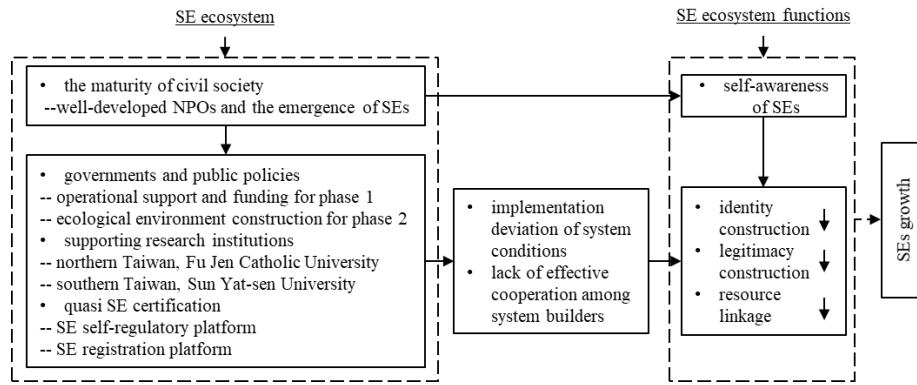 SE ecosystem
• the maturity of civil society
--well-developed NPOs and the emergence of SEs
• governments and public policies
-- operational support and funding for phase 1
-- ecological environment construction for phase 2
• supporting research institutions
-- northern Taiwan, Fu Jen Catholic University
-- southern Taiwan, Sun Yat-sen University
• quasi SE certification
-- SE self-regulatory platform
-- SE registration platform
• implementation
deviation of system
conditions
• lack of effective
cooperation among
system builders
SE ecosystem functions
• self-awareness
of SEs
• identity
construction
• legitimacy
construction
• resource
linkage
SEs growth